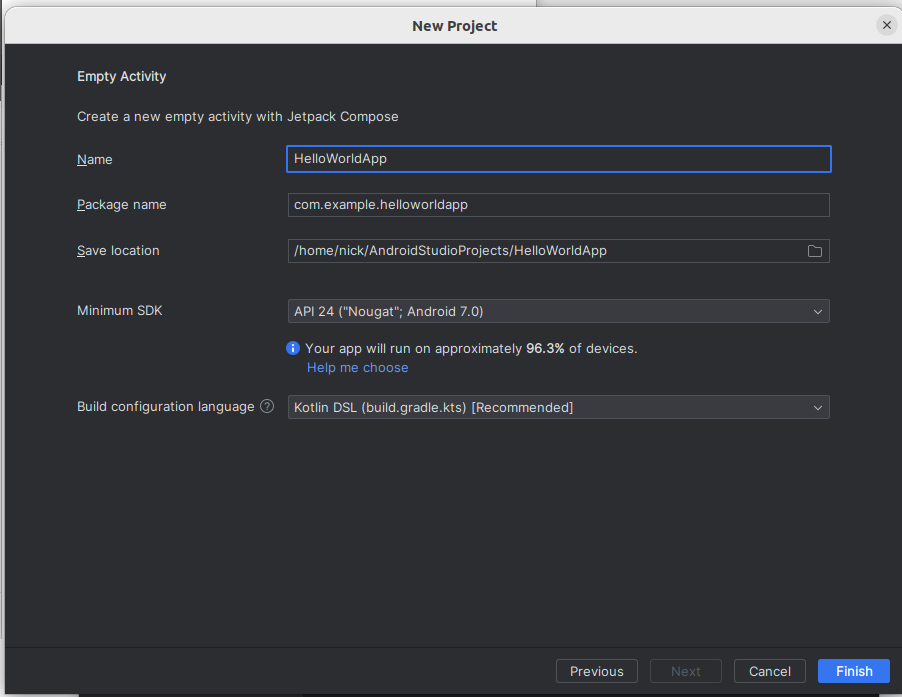 New Project
Empty Activity
Create a new empty activity with Jetpack Compose
Name HelloWorldApp
Package name com.example.helloworldapp
Save location /home/nick/AndroidStudioProjects/HelloWorldApp
Minimum SDK API 24 ("Nougat"; Android 7.0)
Your app will run on approximately 96.3% of devices.
Help me choose
Build configuration language ? Kotlin DSL (build.gradle.kts) [Recommended]
Previous Next Cancel Finish